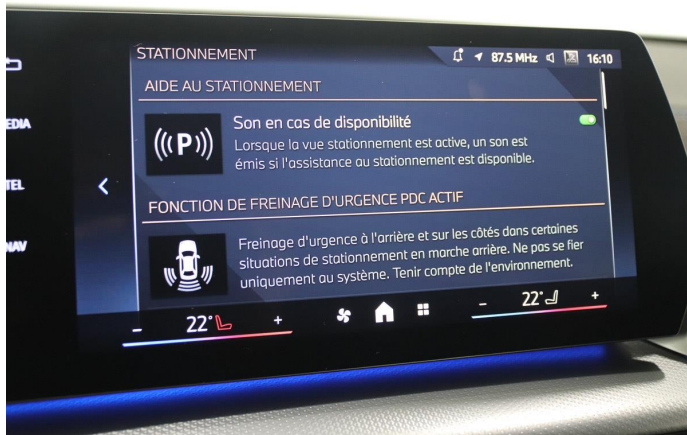 STATIONNEMENT
87.5 MHz
16:10
AIDE AU STATIONNEMENT
(((P)))
Son en cas de disponibilité
Lorsque la vue stationnement est active, un son est
émis si l'assistance au stationnement est disponible.
EDIA
TEL
NAV
FONCTION DE FREINAGE D'URGENCE PDC ACTIF
Freinage d'urgence à l'arrière et sur les côtés dans certaines
situations de stationnement en marche arrière. Ne pas se fier
uniquement au système. Tenir compte de l'environnement.
- 22° +
- 22° +